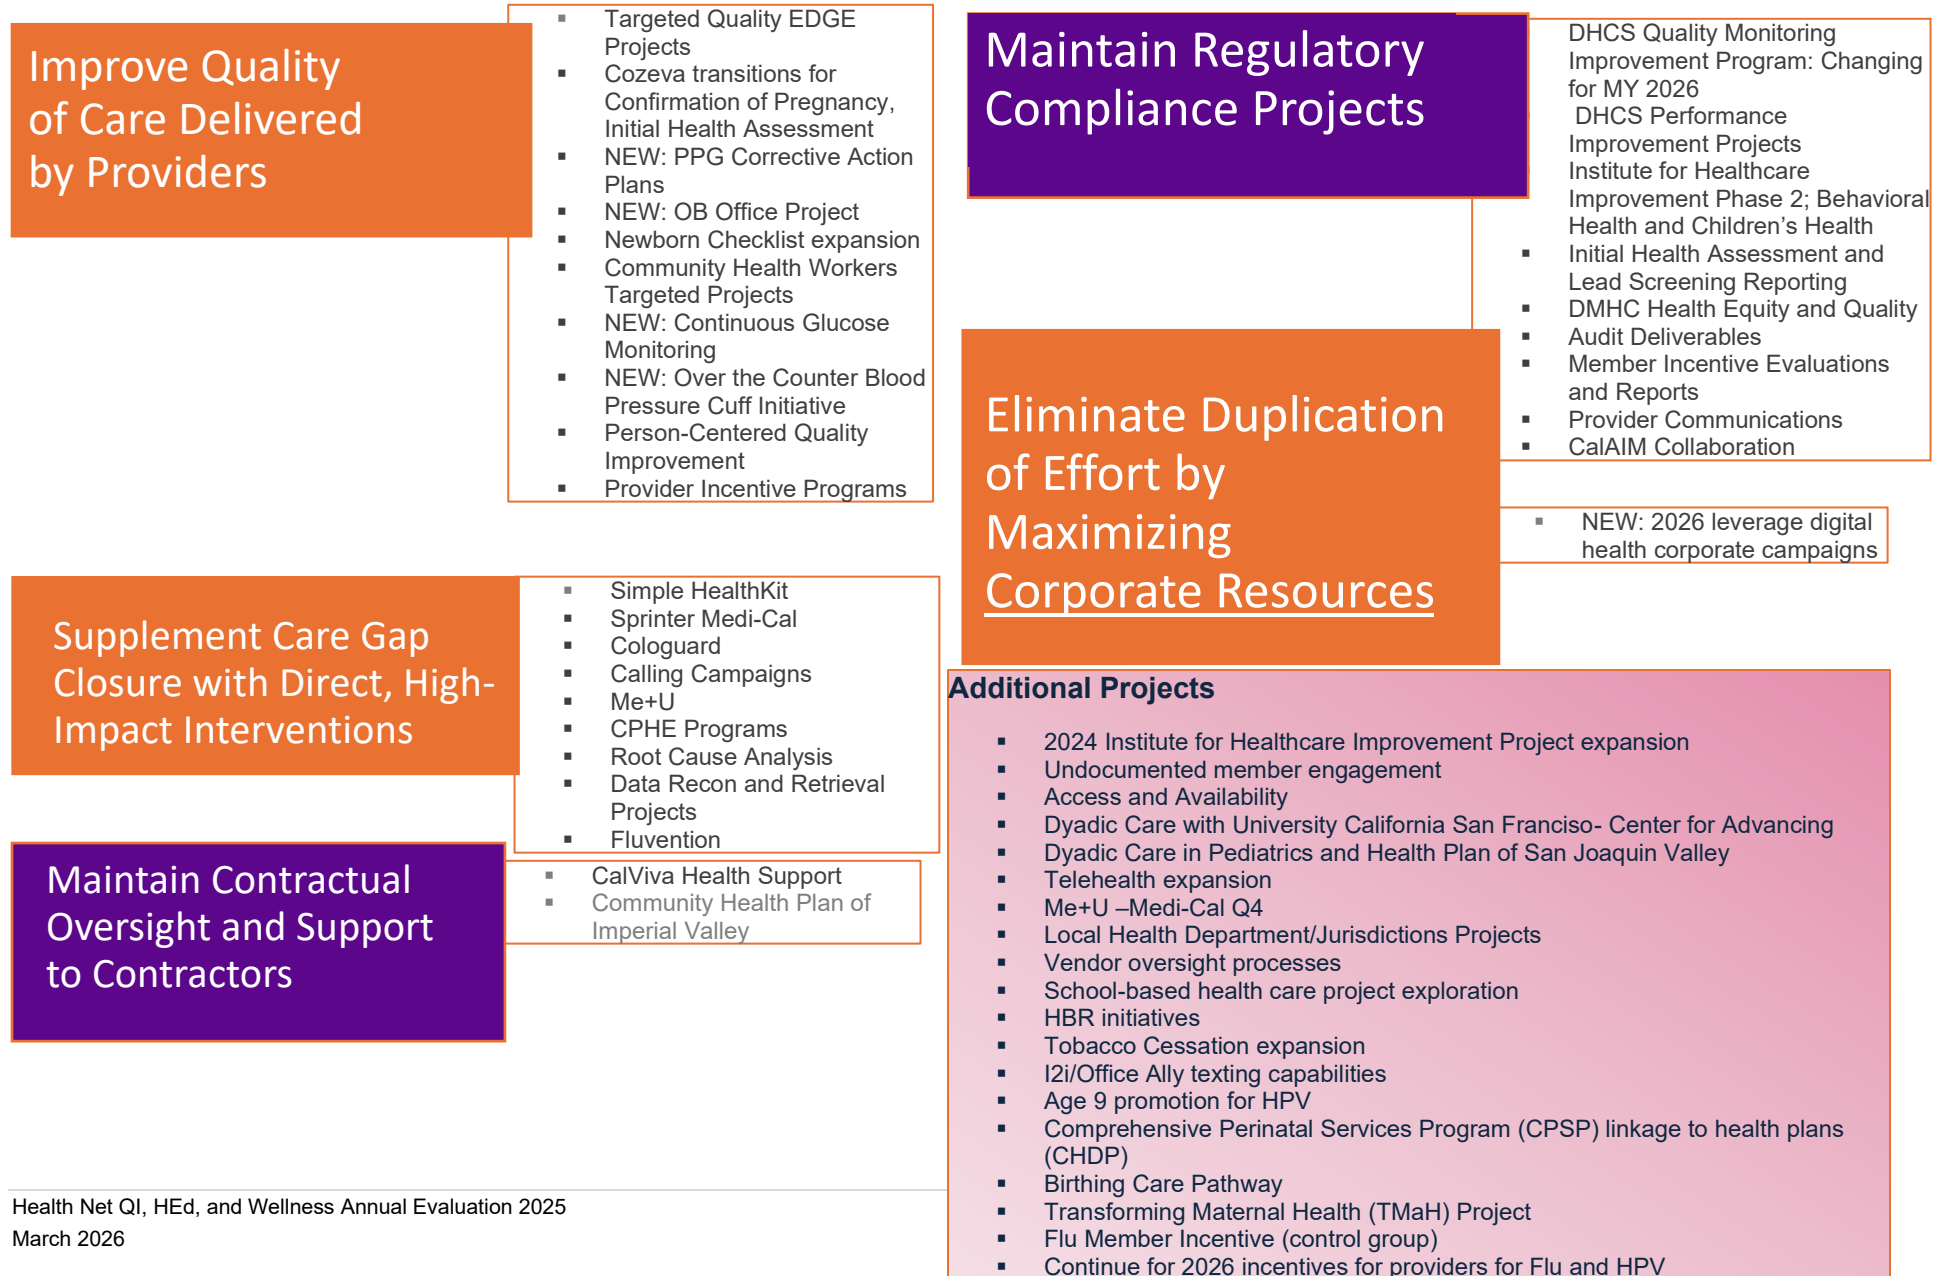 Improve Quality
of Care Delivered
by Providers
▪ Targeted Quality EDGE
Projects
▪ Cozeva transitions for
Confirmation of Pregnancy,
Initial Health Assessment
▪ NEW: PPG Corrective Action
Plans
▪ NEW: OB Office Project
▪ Newborn Checklist expansion
▪ Community Health Workers
Targeted Projects
▪ NEW: Continuous Glucose
Monitoring
▪ NEW: Over the Counter Blood
Pressure Cuff Initiative
▪ Person-Centered Quality
Improvement
▪ Provider Incentive Programs
Supplement Care Gap
Closure with Direct, High-
Impact Interventions
▪ Simple HealthKit
▪ Sprinter Medi-Cal
▪ Cologuard
▪ Calling Campaigns
▪ Me+U
▪ CPHE Programs
▪ Root Cause Analysis
▪ Data Recon and Retrieval
Projects
▪ Fluvention
Maintain Contractual
Oversight and Support
to Contractors
▪ CalViva Health Support
▪ Community Health Plan of
Imperial Valley
Maintain Regulatory
Compliance Projects
DHCS Quality Monitoring
Improvement Program: Changing
for MY 2026
DHCS Performance
Improvement Projects
Institute for Healthcare
Improvement Phase 2; Behavioral
Health and Children’s Health
▪ Initial Health Assessment and
Lead Screening Reporting
▪ DMHC Health Equity and Quality
▪ Audit Deliverables
▪ Member Incentive Evaluations
and Reports
▪ Provider Communications
▪ CalAIM Collaboration
Eliminate Duplication
of Effort by
Maximizing
Corporate Resources
▪ NEW: 2026 leverage digital
health corporate campaigns
Additional Projects
▪ 2024 Institute for Healthcare Improvement Project expansion
▪ Undocumented member engagement
▪ Access and Availability
▪ Dyadic Care with University California San Franciso- Center for Advancing
▪ Dyadic Care in Pediatrics and Health Plan of San Joaquin Valley
▪ Telehealth expansion
▪ Me+U –Medi-Cal Q4
▪ Local Health Department/Jurisdictions Projects
▪ Vendor oversight processes
▪ School-based health care project exploration
▪ HBR initiatives
▪ Tobacco Cessation expansion
▪ I2i/Office Ally texting capabilities
▪ Age 9 promotion for HPV
▪ Comprehensive Perinatal Services Program (CPSP) linkage to health plans
(CHDP)
▪ Birthing Care Pathway
▪ Transforming Maternal Health (TMaH) Project
▪ Flu Member Incentive (control group)
▪ Continue for 2026 incentives for providers for Flu and HPV
Health Net QI, HEd, and Wellness Annual Evaluation 2025
March 2026